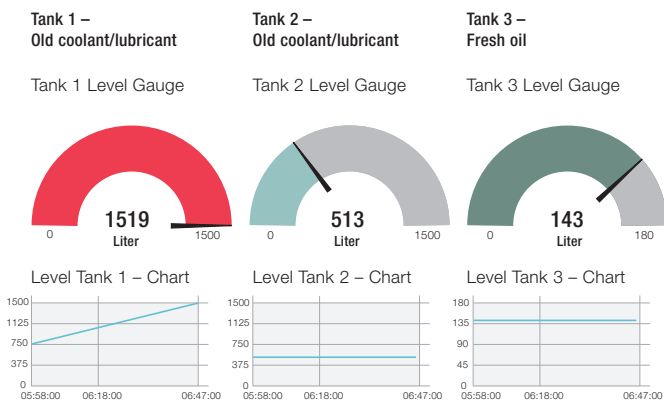 Tank 1 –
Old coolant/lubricant
Tank 2 –
Old coolant/lubricant
Tank 3 –
Fresh oil
Tank 1 Level Gauge
Tank 2 Level Gauge
Tank 3 Level Gauge
0
1519
Liter
1500
0
513
Liter
1500
0
143
Liter
180
Level Tank 1 – Chart
1500
1125
750
375
0
05:58:00
06:18:00
06:47:00
Level Tank 2 – Chart
1500
1125
750
375
0
05:58:00
06:18:00
06:47:00
Level Tank 3 – Chart
180
135
90
45
0
05:58:00
06:18:00
06:47:00